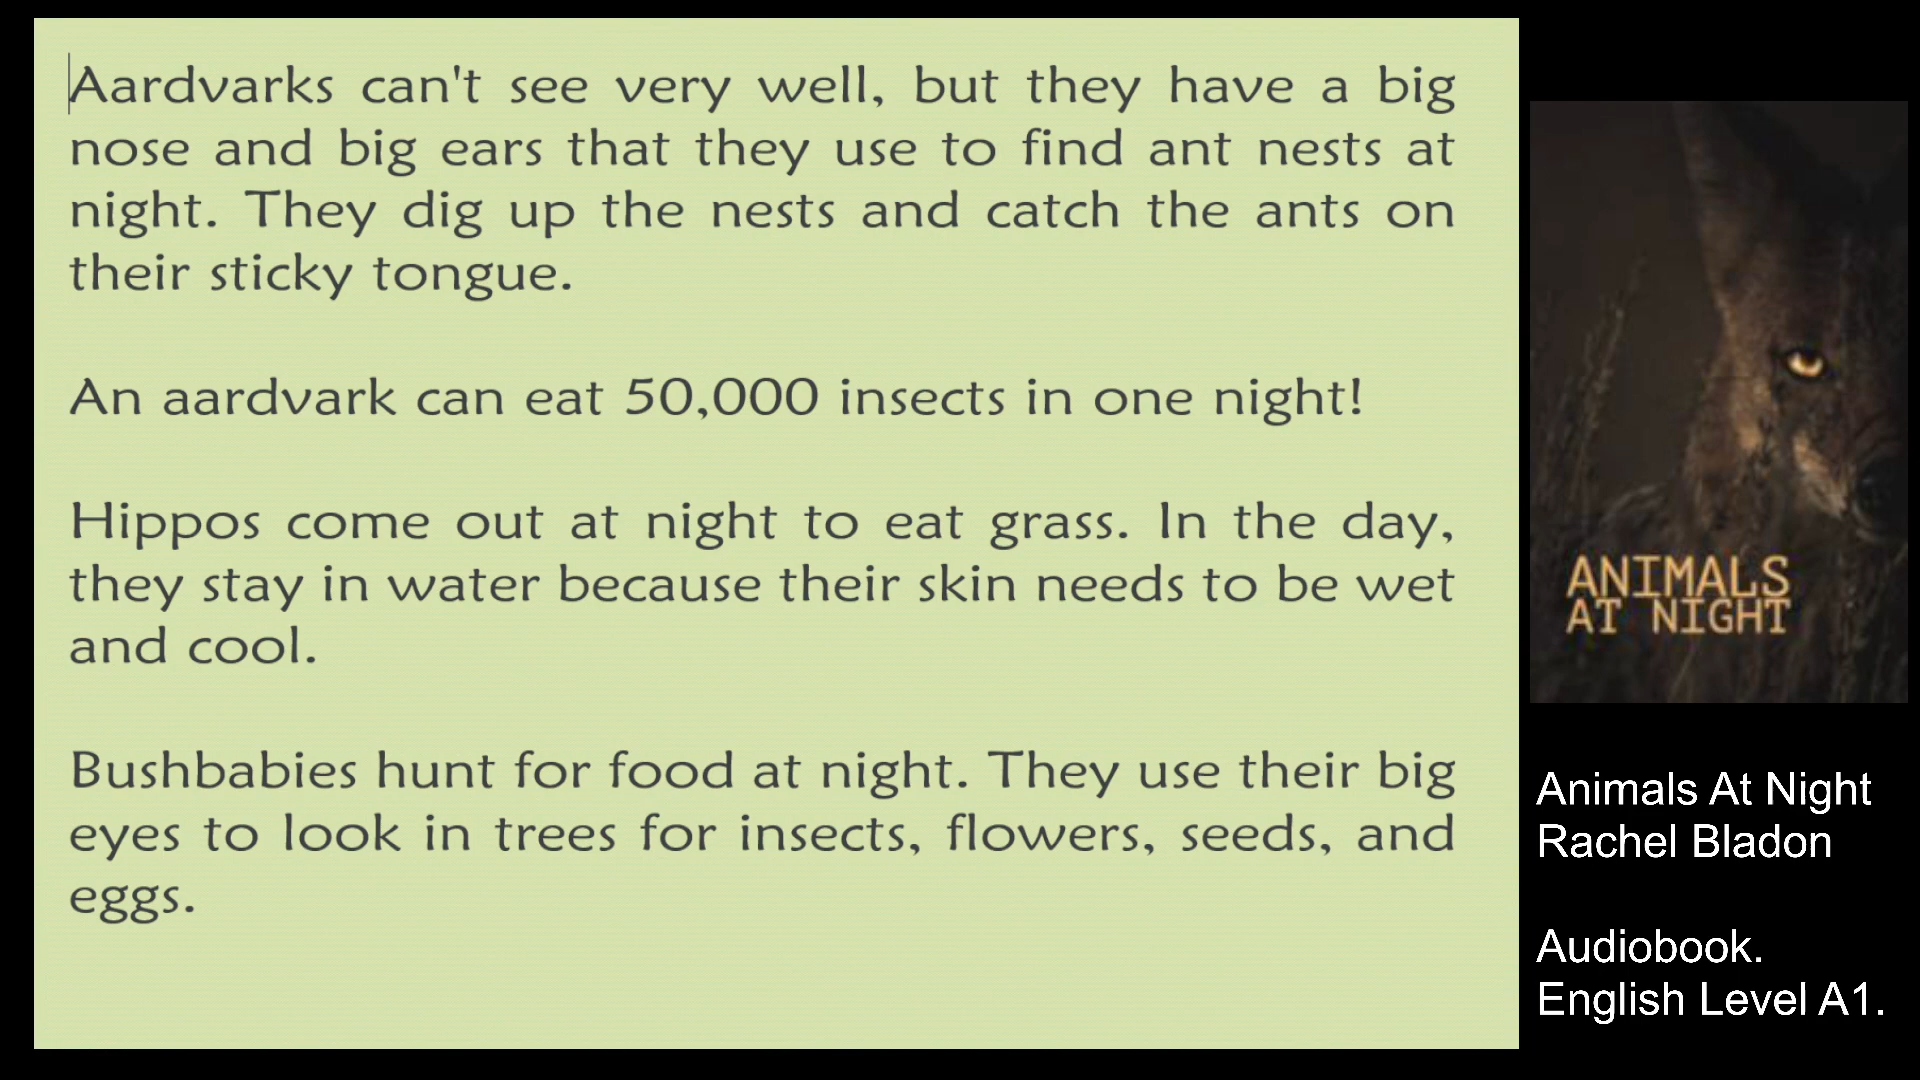 Aardvarks can't see very well, but they have a big
nose and big ears that they use to find ant nests at
night. They dig up the nests and catch the ants on
their sticky tongue.
An aardvark can eat 50,000 insects in one night!
Hippos come out at night to eat grass. In the day,
they stay in water because their skin needs to be wet
and cool.
Bushbabies hunt for food at night. They use their big
eyes to look in trees for insects, flowers, seeds, and
eggs.
ANIMALS
AT NIGHT
Animals At Night
Rachel Bladon
Audiobook.
English Level A1.